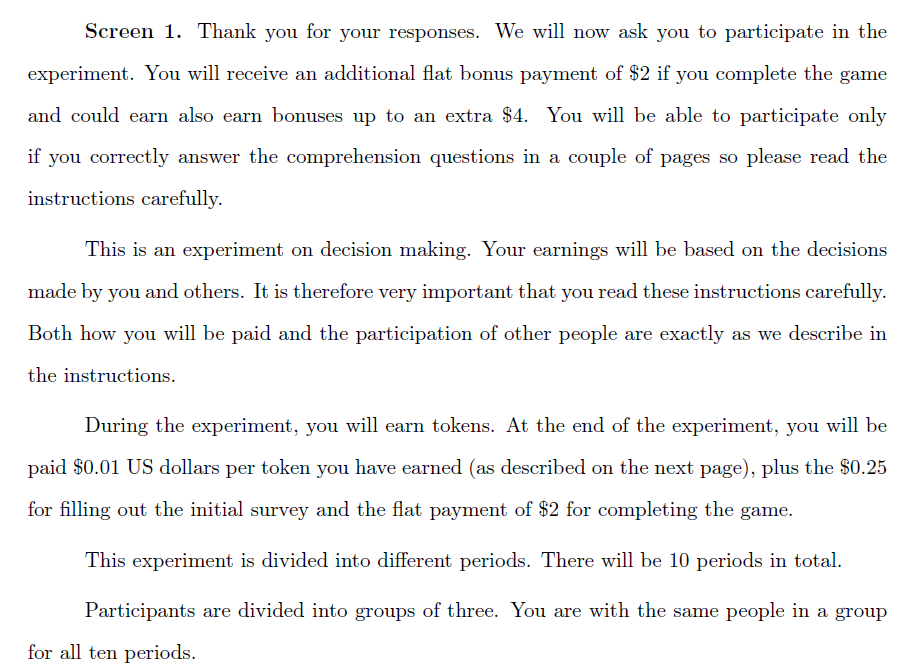 Screen 1. Thank you for your responses. We will now ask you to participate in the
experiment. You will receive an additional flat bonus payment of $2 if you complete the game
and could earn also earn bonuses up to an extra $4. You will be able to participate only
if you correctly answer the comprehension questions in a couple of pages so please read the
instructions carefully.
This is an experiment on decision making. Your earnings will be based on the decisions
made by you and others. It is therefore very important that you read these instructions carefully.
Both how you will be paid and the participation of other people are exactly as we describe in
the instructions.
During the experiment, you will earn tokens. At the end of the experiment, you will be
paid $0.01 US dollars per token you have earned (as described on the next page), plus the $0.25
for filling out the initial survey and the flat payment of $2 for completing the game.
This experiment is divided into different periods. There will be 10 periods in total.
Participants are divided into groups of three. You are with the same people in a group
for all ten periods.